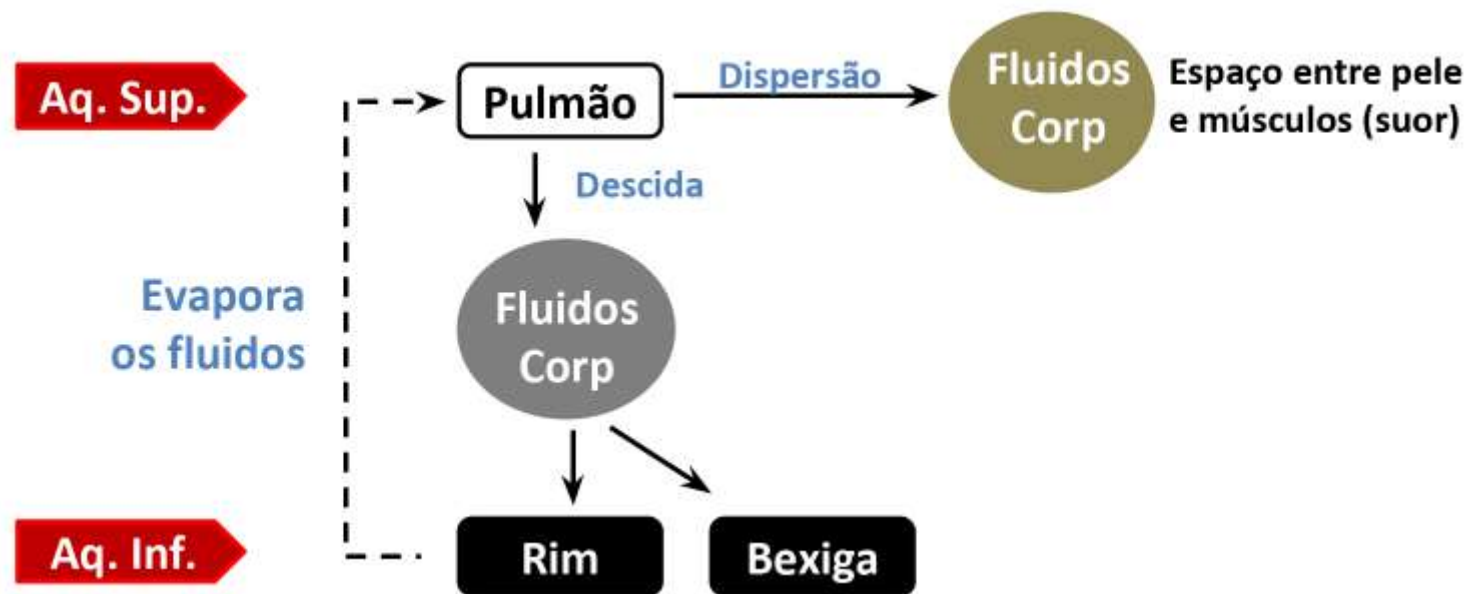 Aq. Sup.
Pulmão
Dispersão
Fluidos
Corp
Espaço entre pele
e músculos (suor)
Descida
Evapora
os fluidos
Fluidos
Corp
Aq. Inf.
Rim
Bexiga